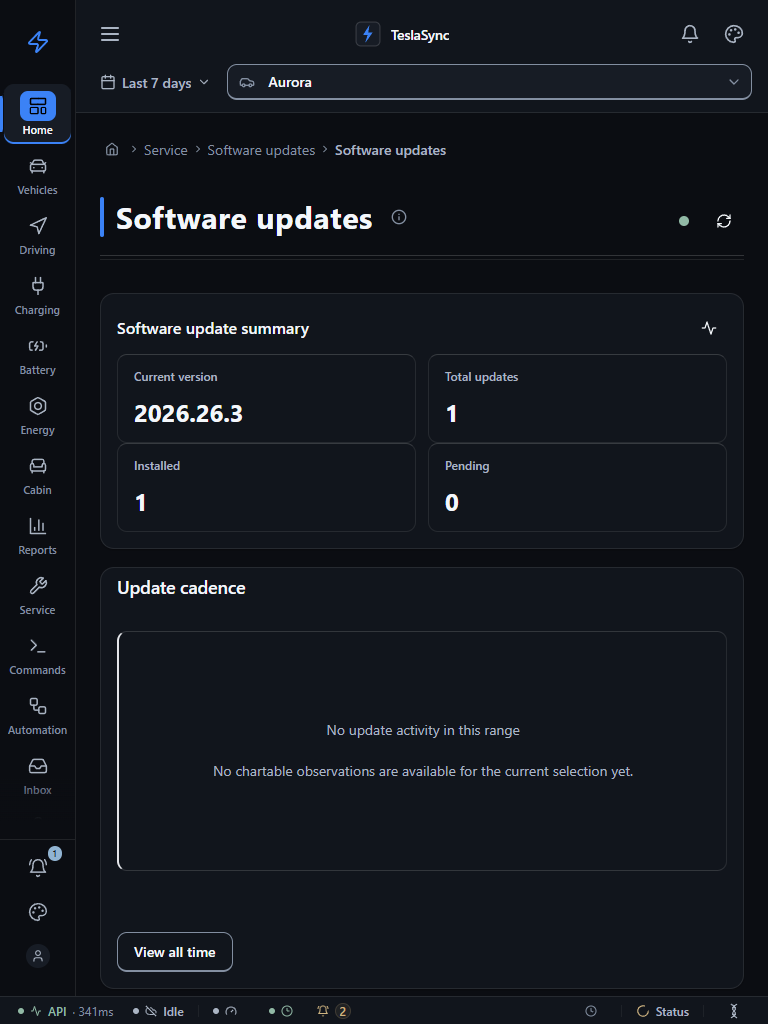 TeslaSync
Last 7 days
Aurora
Home
Vehicles
Driving
Charging
Battery
Energy
Cabin
Reports
Service
Commands
Automation
Inbox
1
Service
Software updates
Software updates
Software updates
Software update summary
Current version
2026.26.3
Total updates
1
Installed
1
Pending
0
Update cadence
No update activity in this range
No chartable observations are available for the current selection yet.
View all time
API · 341ms
Idle
2
Status